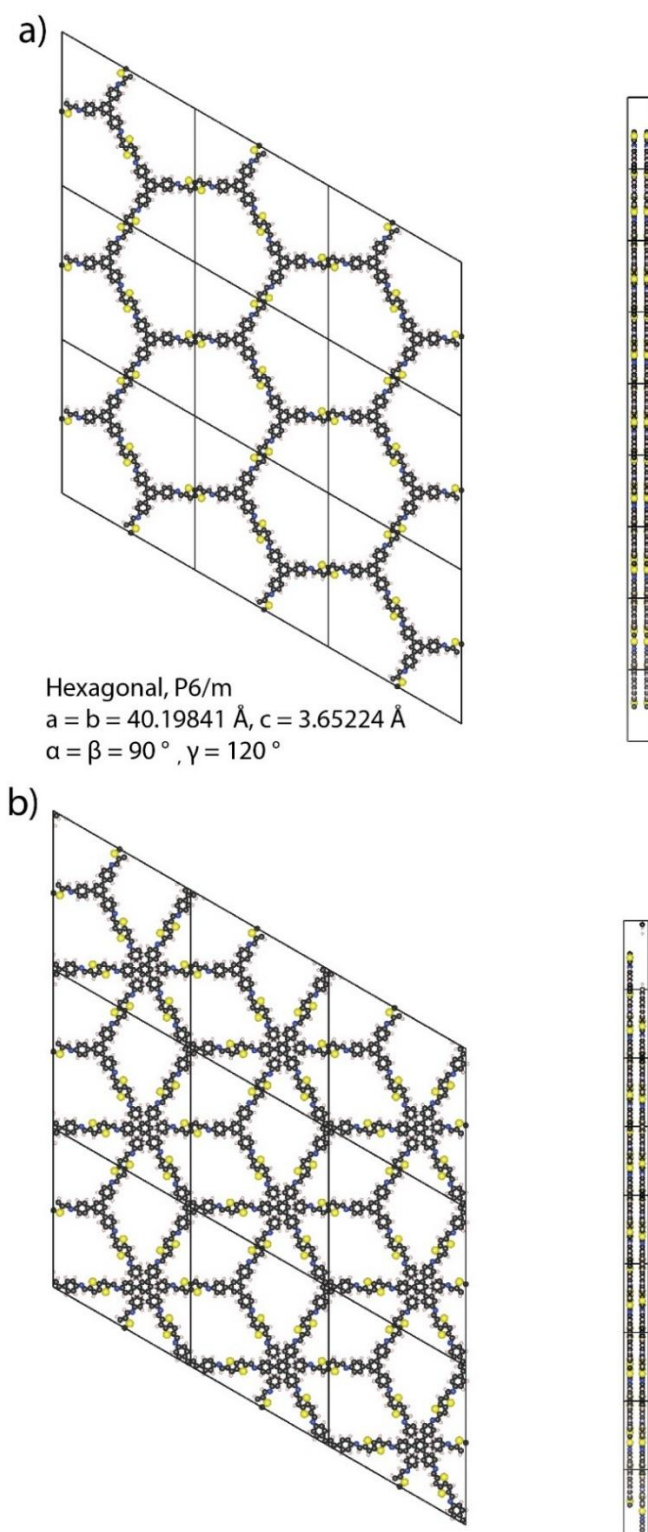 a)
Hexagonal, P6/m
a = b = 40.19841 Å, c = 3.65224 Å
α = β = 90 ° , γ = 120 °
b)